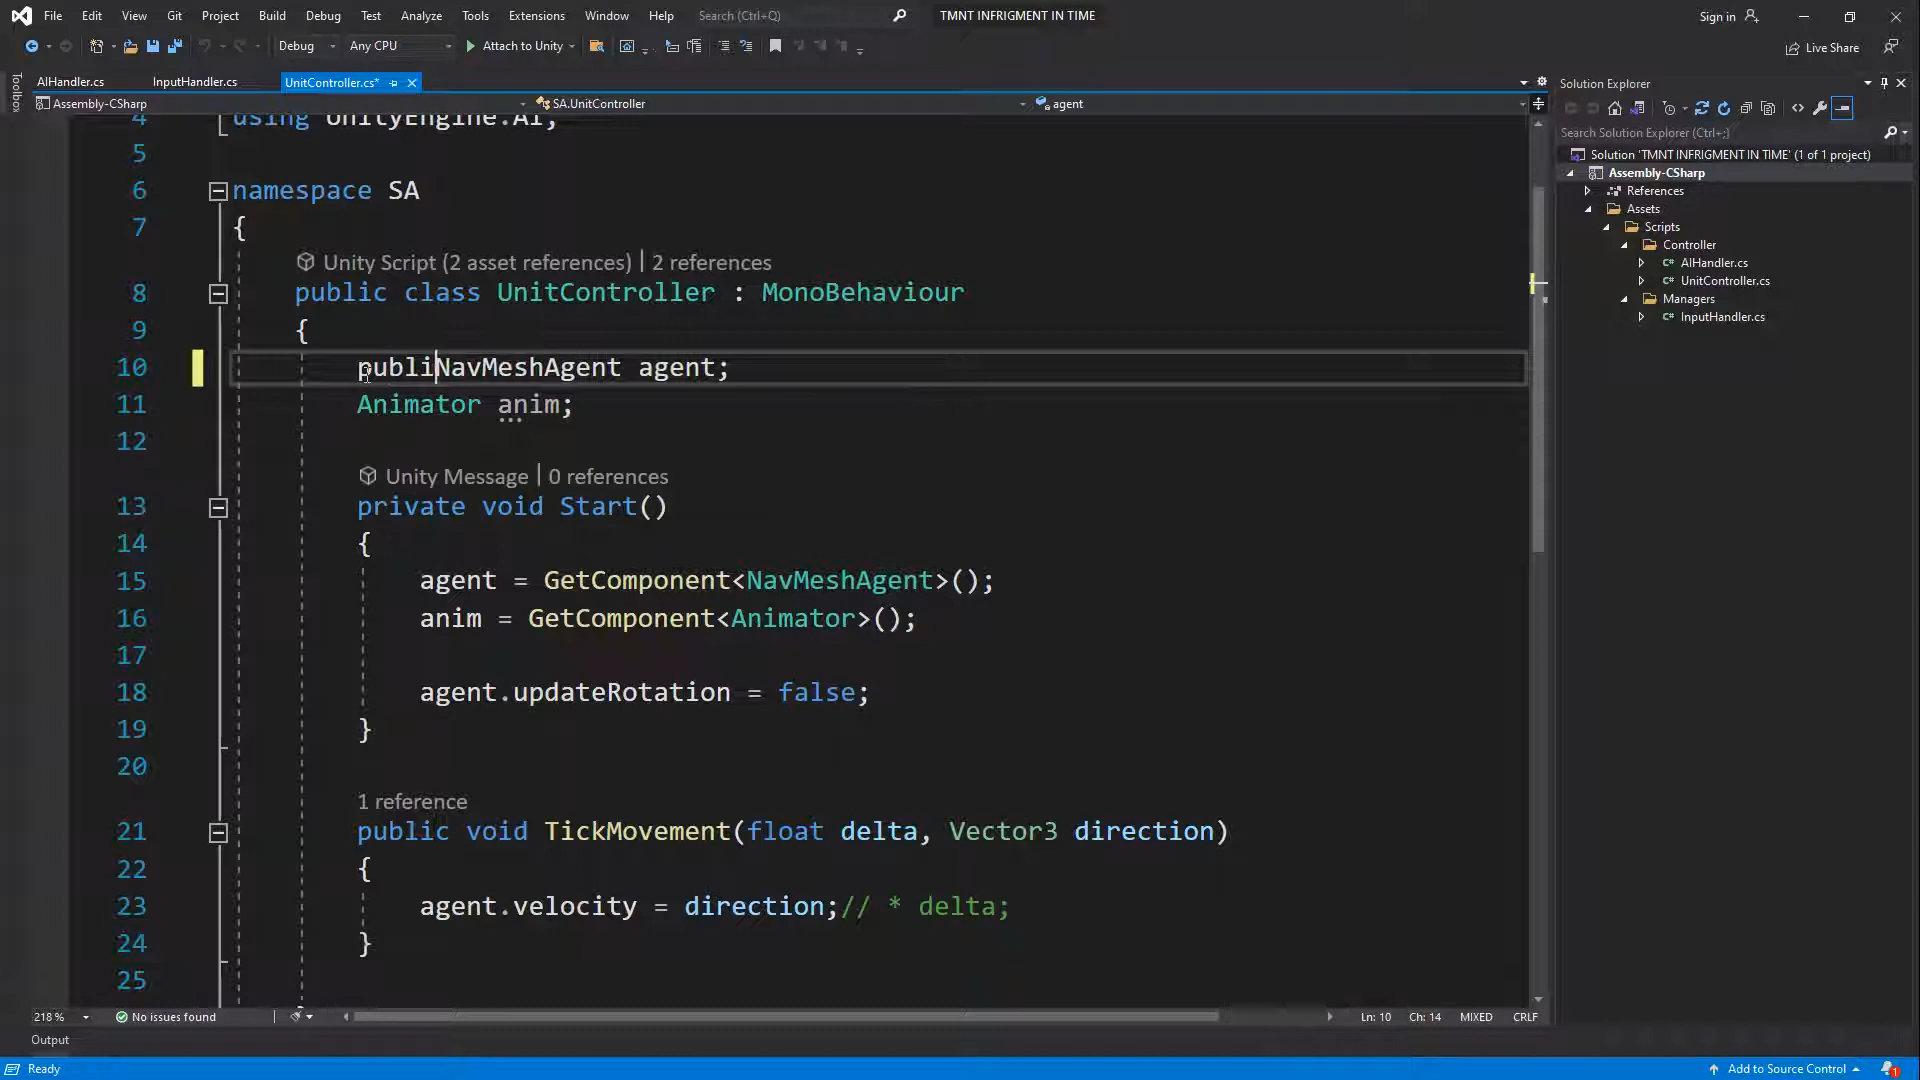 File Edit View Git Project Build Debug Test Analyze Tools Extensions Window Help Search (Ctrl+Q) TMNT INFRIGMENT IN TIME Sign in
Debug Any CPU Attach to Unity Live Share
Toolbox
AIHandler.cs InputHandler.cs UnitController.cs*
Assembly-CSharp SA.UnitController agent
4 using UnityEngine.AI;
5
6 namespace SA
7 {
Unity Script (2 asset references) | 2 references
8 public class UnitController : MonoBehaviour
9 {
10 publiNavMeshAgent agent;
11 Animator anim;
12
Unity Message | 0 references
13 private void Start()
14 {
15 agent = GetComponent<NavMeshAgent>();
16 anim = GetComponent<Animator>();
17
18 agent.updateRotation = false;
19 }
20
1 reference
21 public void TickMovement(float delta, Vector3 direction)
22 {
23 agent.velocity = direction;// * delta;
24 }
25
218 % No issues found Ln: 10 Ch: 14 MIXED CRLF
Output
Ready Add to Source Control 1
Solution Explorer
Search Solution Explorer (Ctrl+;)
Solution 'TMNT INFRIGMENT IN TIME' (1 of 1 project)
Assembly-CSharp
References
Assets
Scripts
Controller
C# AIHandler.cs
C# UnitController.cs
Managers
C# InputHandler.cs